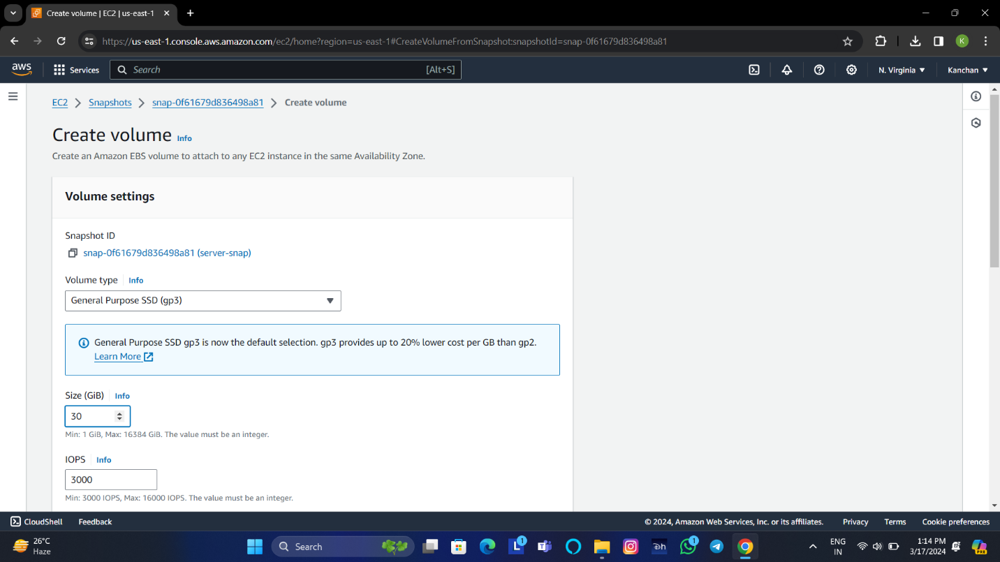 Create volume | EC2 | us-east-1
https://us-east-1.console.aws.amazon.com/ec2/home?region=us-east-1#CreateVolumeFromSnapshot:snapshotId=snap-0f61679d836498a81
K
aws
Services
Search
[Alt+S]
N. Virginia
Kanchan
EC2
Snapshots
snap-0f61679d836498a81
Create volume
Create volume Info
Create an Amazon EBS volume to attach to any EC2 instance in the same Availability Zone.
Volume settings
Snapshot ID
snap-0f61679d836498a81 (server-snap)
Volume type Info
General Purpose SSD (gp3)
General Purpose SSD gp3 is now the default selection. gp3 provides up to 20% lower cost per GB than gp2.
Learn More
Size (GiB) Info
30
Min: 1 GiB, Max: 16384 GiB. The value must be an integer.
IOPS Info
3000
Min: 3000 IOPS, Max: 16000 IOPS. The value must be an integer.
CloudShell
Feedback
© 2024, Amazon Web Services, Inc. or its affiliates.
Privacy
Terms
Cookie preferences
26°C
Haze
Search
L
1
Dh
1
ENG
IN
1:14 PM
3/17/2024
PRE